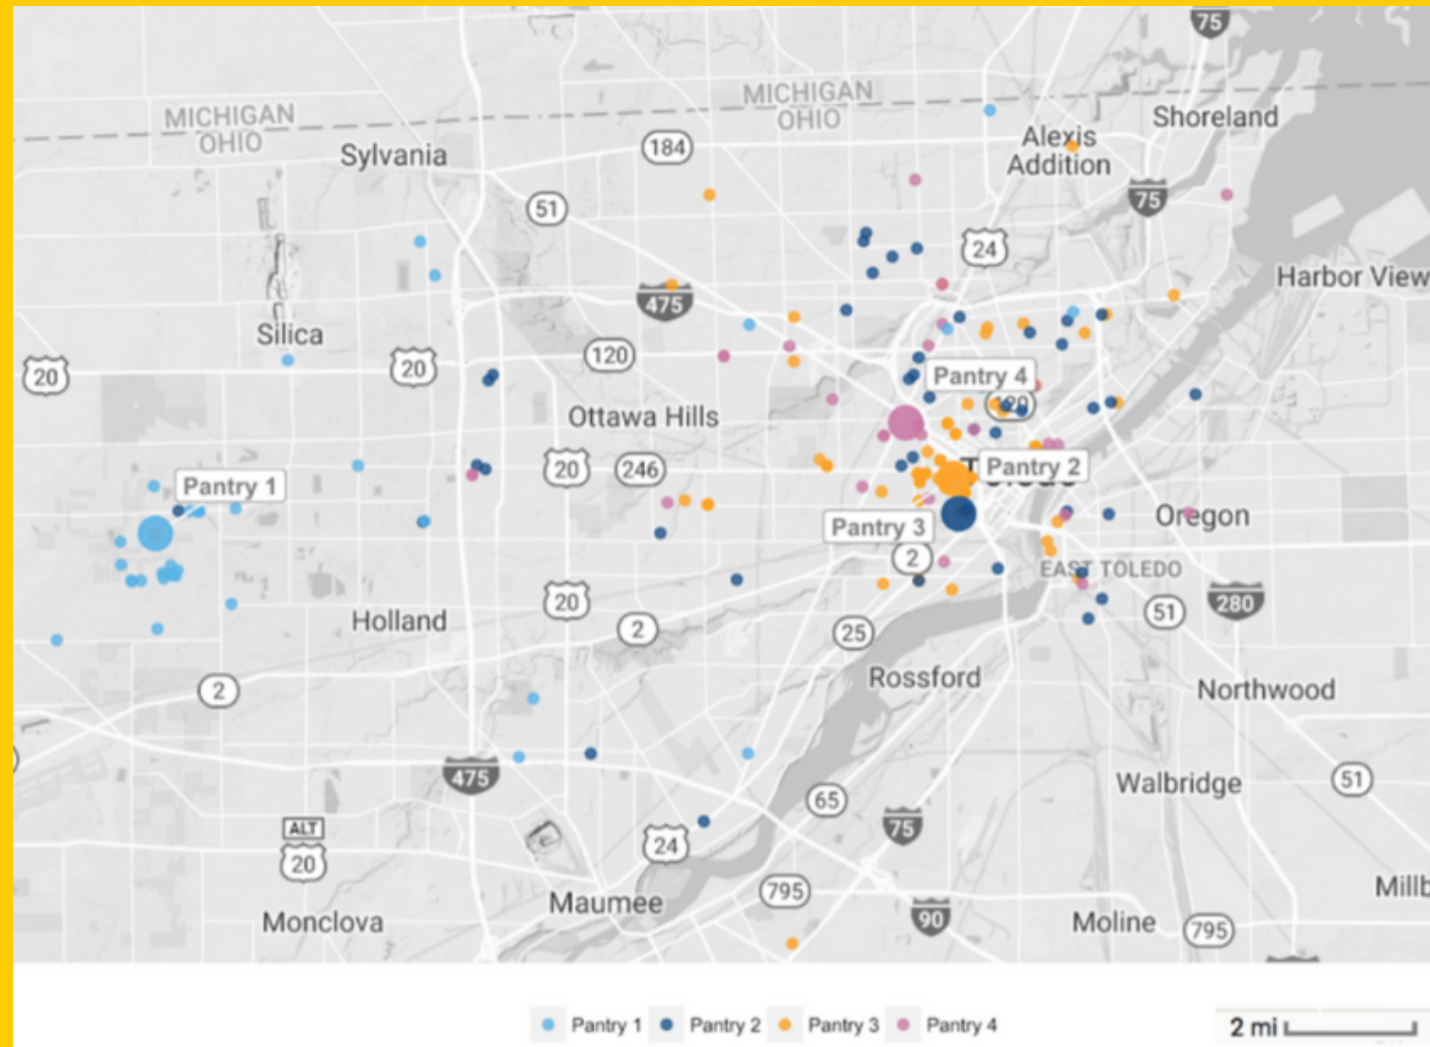 75
MICHIGAN
OHIO
MICHIGAN
OHIO
Shoreland
Alexis
Addition
Sylvania
184
51
75
24
Harbor View
475
Silica
120
20
20
Pantry 4
120
Ottawa Hills
20
246
Pantry 2
Pantry 1
Pantry 3
Oregon
2
EAST TOLEDO
20
280
51
Holland
2
25
Rossford
2
Northwood
475
Walbridge
51
65
75
ALT
20
24
Maumee
795
Millb
Monclova
90
Moline
795
Pantry 1
Pantry 2
Pantry 3
Pantry 4
2 mi